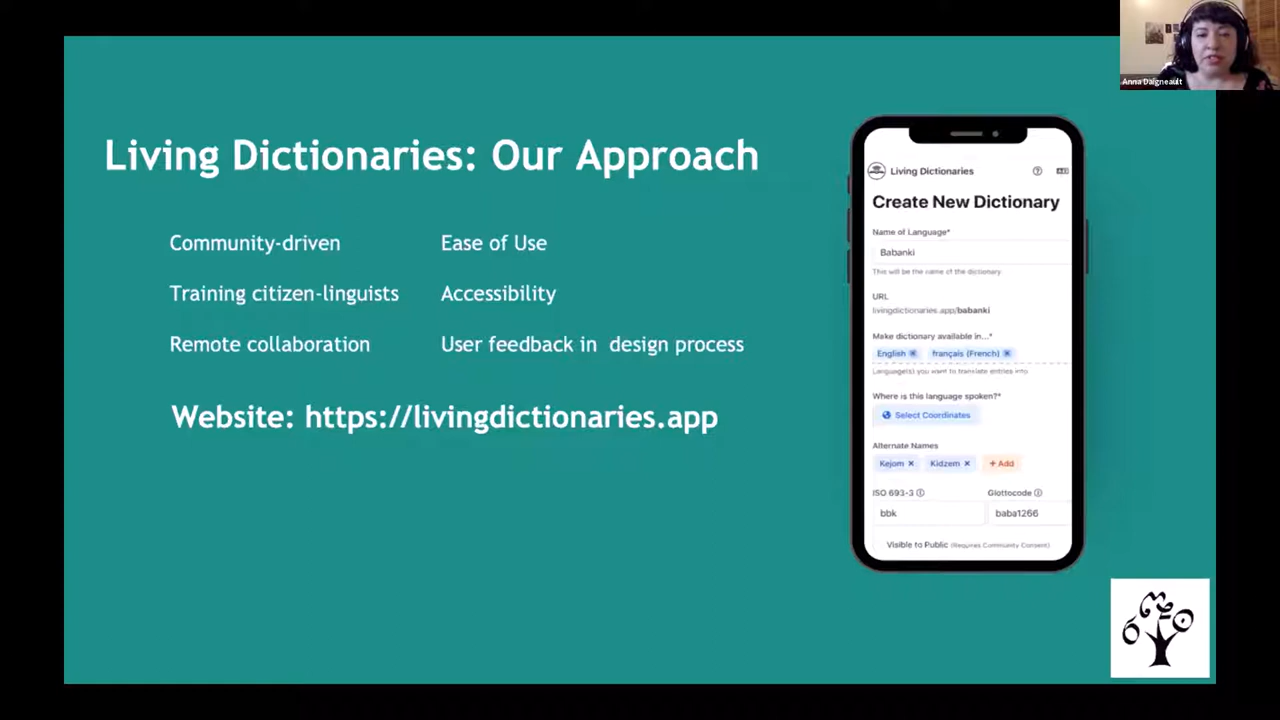 Anna Daigneault
Living Dictionaries: Our Approach
Community-driven
Training citizen-linguists
Remote collaboration
Ease of Use
Accessibility
User feedback in design process
Website: https://livingdictionaries.app
Living Dictionaries
Create New Dictionary
Name of Language*
Babanki
This will be the name of the dictionary
URL
livingdictionaries.app/babanki
Make dictionary available in...*
English × français (French) ×
Language(s) you want to translate entries into
Where is this language spoken?*
Select Coordinates
Alternate Names
Kejom × Kidzem × + Add
ISO 693-3 Glottocode
bbk baba1266
Visible to Public (Requires Community Consent)